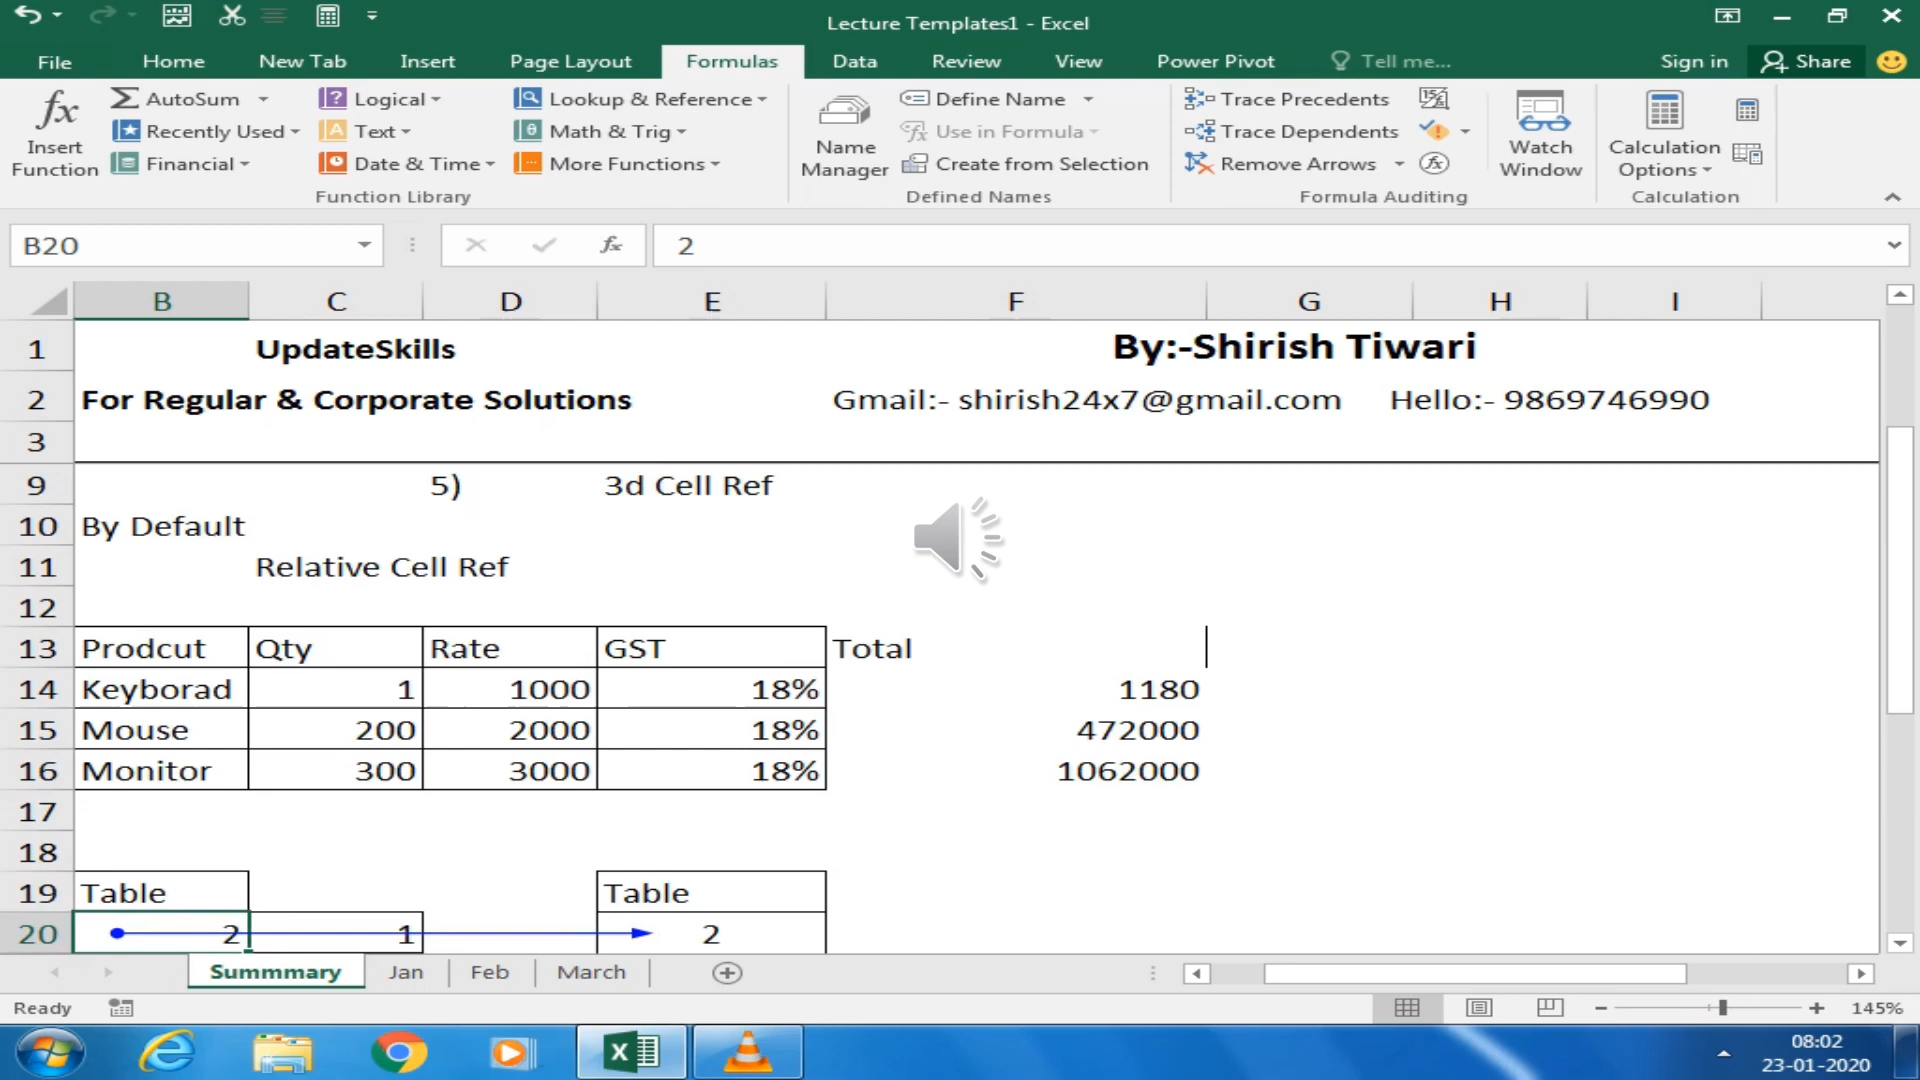 Lecture Templates1 - Excel
File Home New Tab Insert Page Layout Formulas Data Review View Power Pivot Tell me... Sign in Share
fx Insert Function
AutoSum
Recently Used
Financial
Logical
Text
Date & Time
Lookup & Reference
Math & Trig
More Functions
Function Library
Name Manager
Define Name
Use in Formula
Create from Selection
Defined Names
Trace Precedents
Trace Dependents
Remove Arrows
Formula Auditing
Watch Window
Calculation Options
Calculation
B20 fx 2
B C D E F G H I
1 UpdateSkills By:-Shirish Tiwari
2 For Regular & Corporate Solutions Gmail:- shirish24x7@gmail.com Hello:- 9869746990
3
9 5) 3d Cell Ref
10 By Default
11 Relative Cell Ref
12
13 Prodcut Qty Rate GST Total
14 Keyborad 1 1000 18% 1180
15 Mouse 200 2000 18% 472000
16 Monitor 300 3000 18% 1062000
17
18
19 Table Table
20 2 1 2
Summmary Jan Feb March
Ready 145%
08:02
23-01-2020